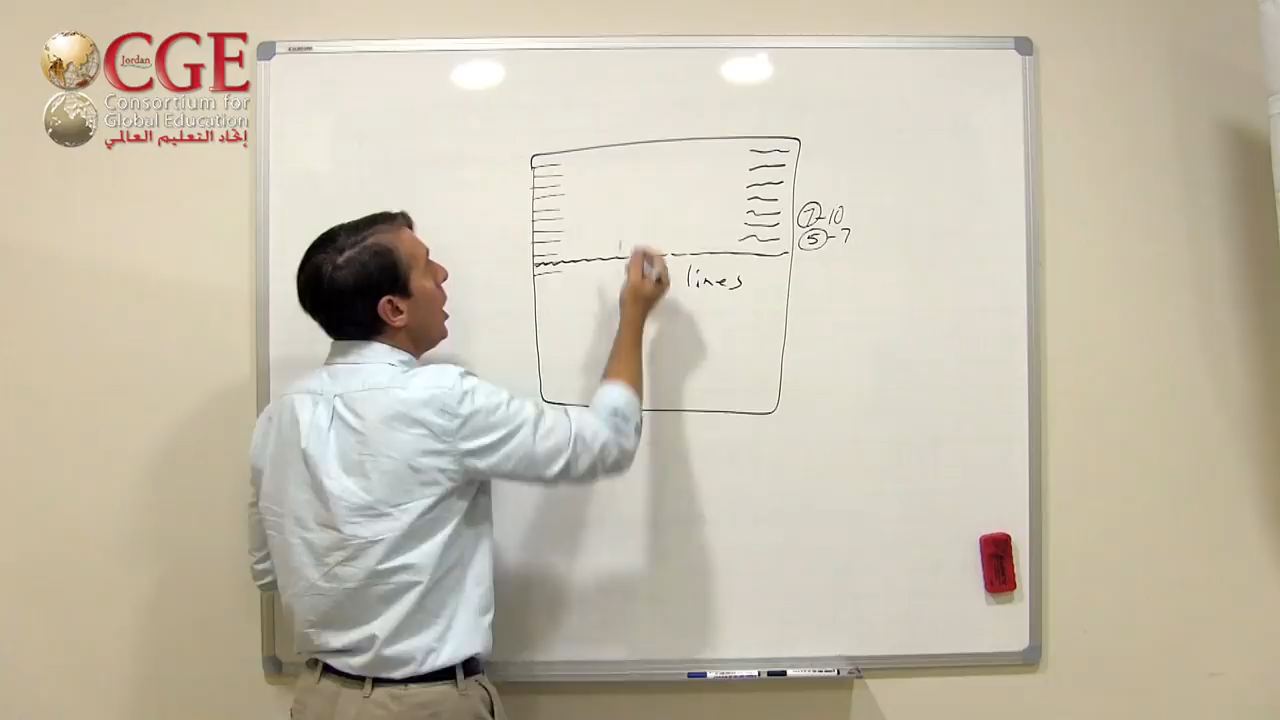 CGE
Jordan
Consortium for
Global Education
إتحاد التعليم العالمي
7-10
5-7
lines